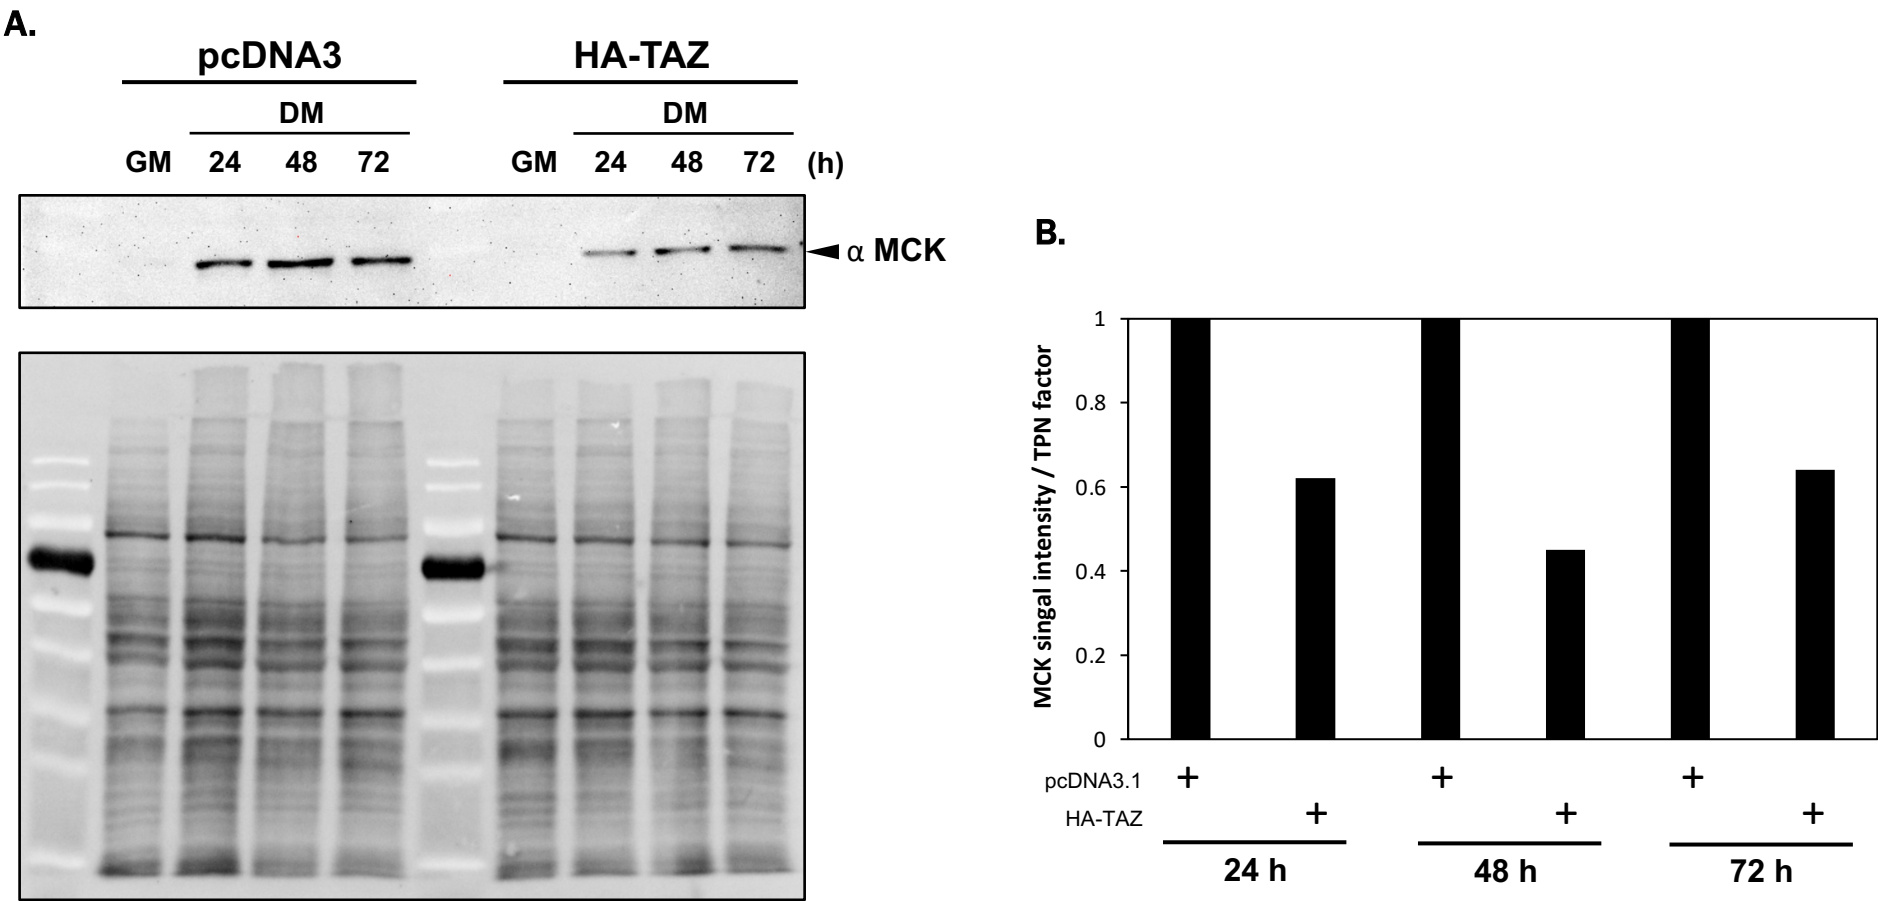 A.
pcDNA3 HA-TAZ
DM DM
GM 24 48 72 GM 24 48 72 (h)
α MCK
B.
MCK singal intensity / TPN factor
1
0.8
0.6
0.4
0.2
0
pcDNA3.1 + + +
HA-TAZ + + +
24 h 48 h 72 h